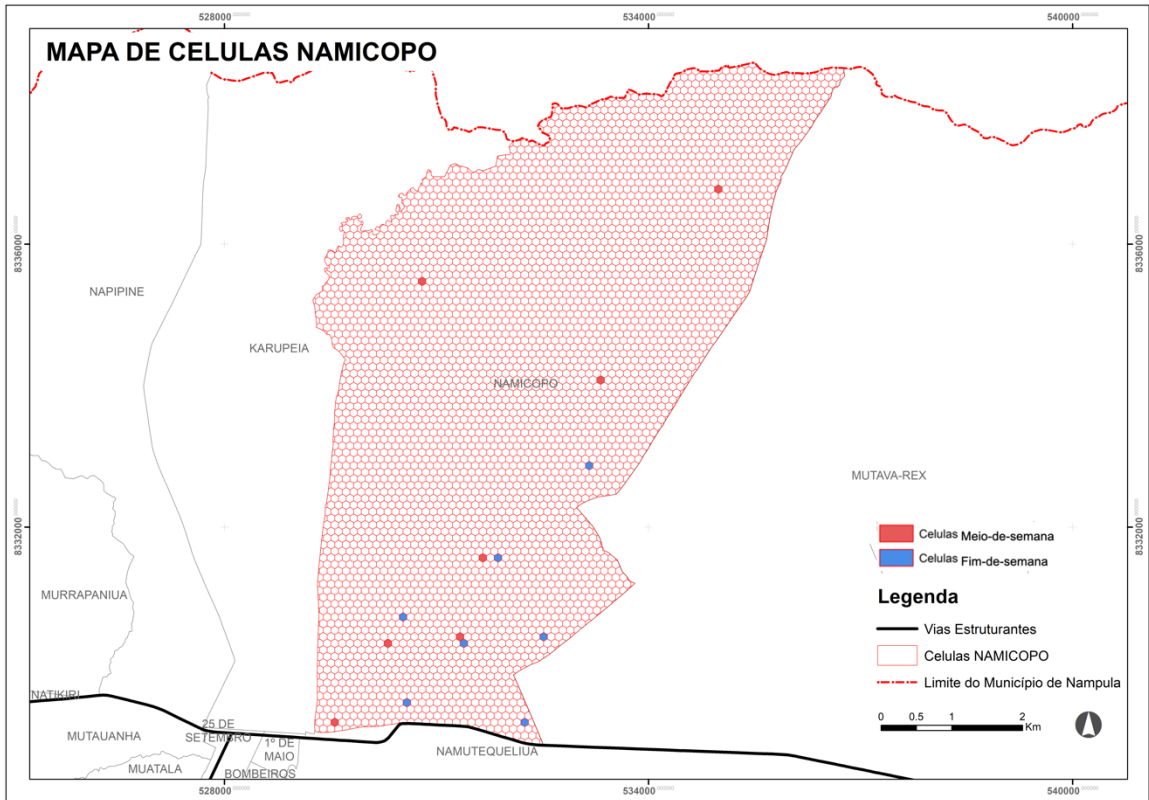 528000
534000
540000
MAPA DE CELULAS NAMICOPO
8336000
8336000
NAPIPINE
KARUPEIA
NAMICOPO
MUTAVA-REX
8332000
8332000
Celulas Meio-de-semana
Celulas Fim-de-semana
MURRAPANIUA
Legenda
Vias Estruturantes
Celulas NAMICOPO
Limite do Município de Nampula
NATIKIRI
25 DE
SETEMBRO
MUTAUANHA
1º DE
MAIO
NAMUTEQUELIUA
0 0.5 1 2
Km
MUATALA
BOMBEIROS
528000
534000
540000